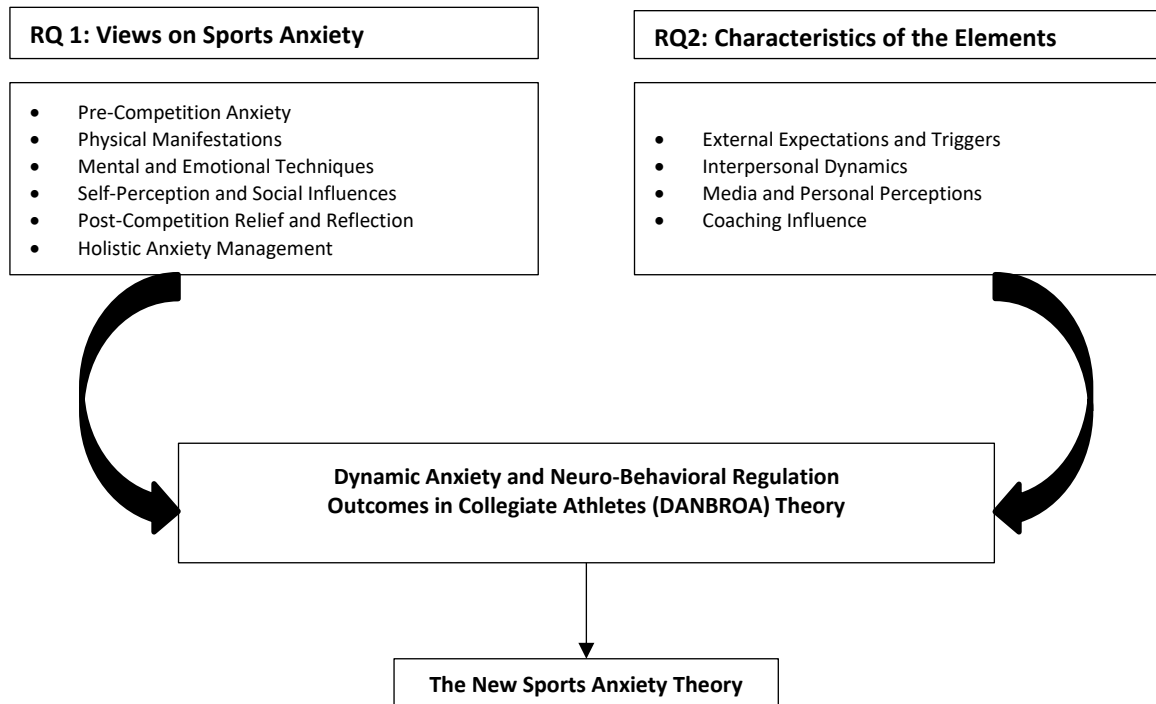 RQ 1: Views on Sports Anxiety
• Pre-Competition Anxiety
• Physical Manifestations
• Mental and Emotional Techniques
• Self-Perception and Social Influences
• Post-Competition Relief and Reflection
• Holistic Anxiety Management
RQ2: Characteristics of the Elements
• External Expectations and Triggers
• Interpersonal Dynamics
• Media and Personal Perceptions
• Coaching Influence
Dynamic Anxiety and Neuro-Behavioral Regulation
Outcomes in Collegiate Athletes (DANBROA) Theory
The New Sports Anxiety Theory